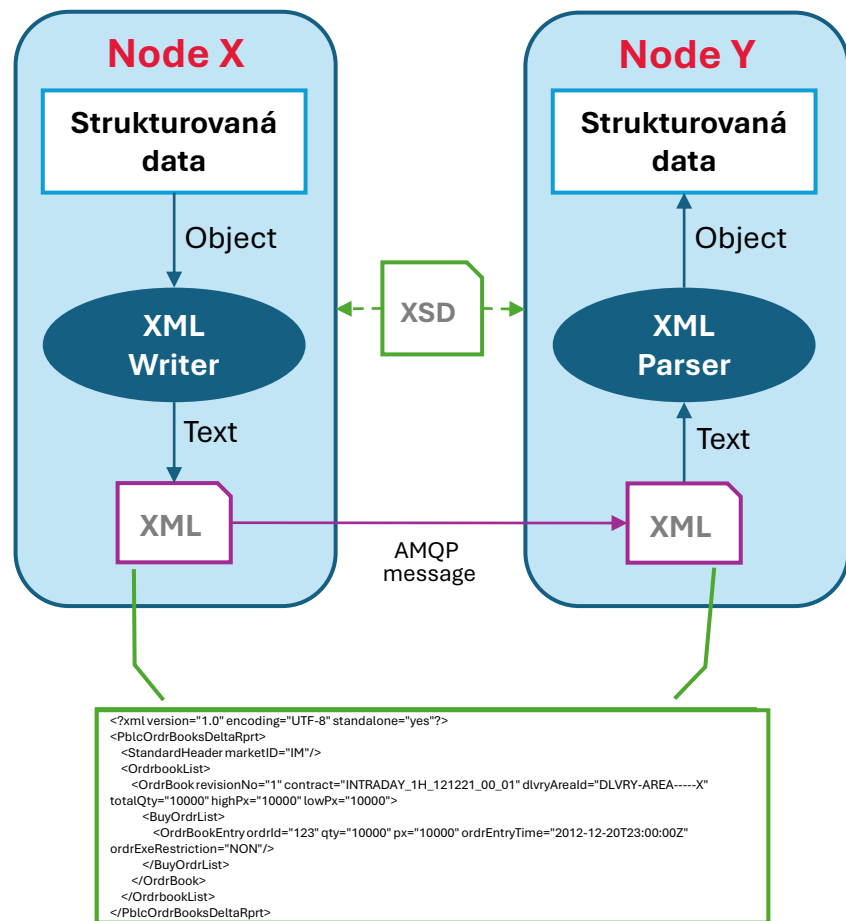 Node X
Strukturovaná
data
Object
XML
Writer
Text
XML
XSD
AMQP
message
Node Y
Strukturovaná
data
Object
XML
Parser
Text
XML
<?xml version="1.0" encoding="UTF-8" standalone="yes"?>
<PblcOrdrBooksDeltaRprt>
<StandardHeader marketID="IM"/>
<OrdrbookList>
<OrdrBook revisionNo="1" contract="INTRADAY_1H_121221_00_01" dlvryAreaId="DLVRY-AREA-----X"
totalQty="10000" highPx="10000" lowPx="10000">
<BuyOrdrList>
<OrdrBookEntry ordrId="123" qty="10000" px="10000" ordrEntryTime="2012-12-20T23:00:00Z"
ordrExeRestriction="NON"/>
</BuyOrdrList>
</OrdrBook>
</OrdrbookList>
</PblcOrdrBooksDeltaRprt>